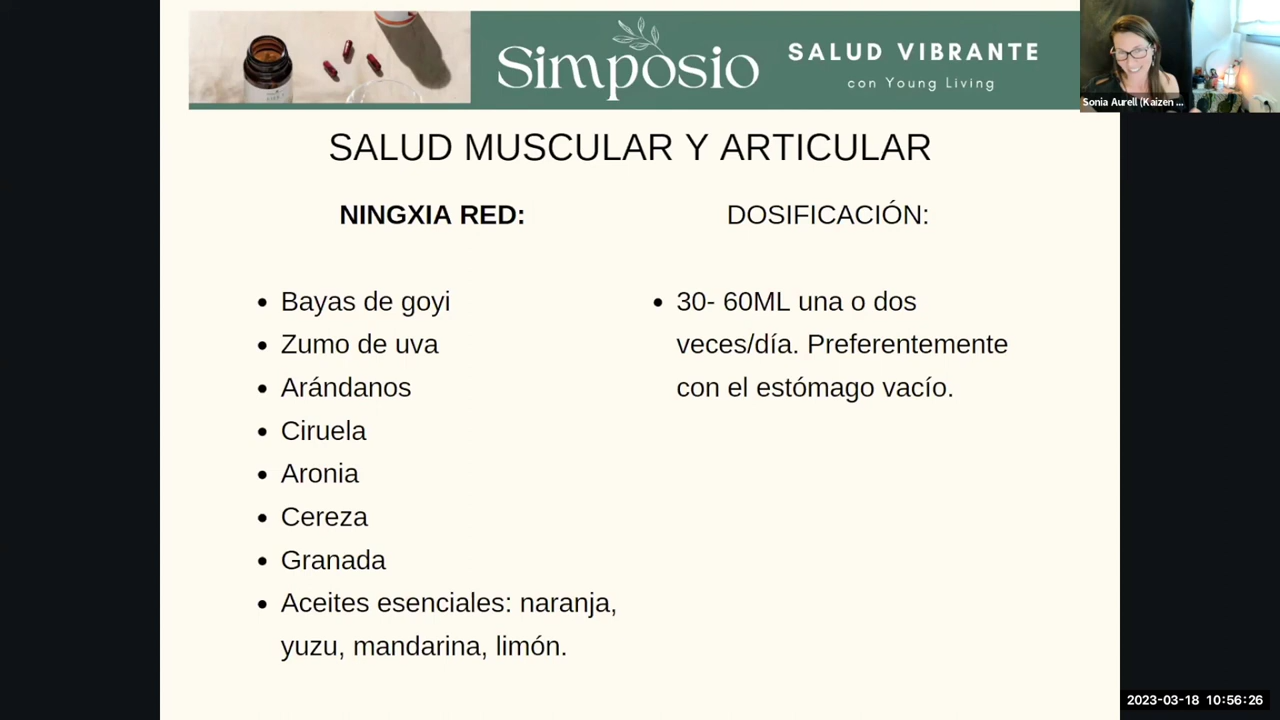 Simposio
SALUD VIBRANTE
con Young Living
Sonia Aurell (Kaizen ...
SALUD MUSCULAR Y ARTICULAR
NINGXIA RED:
• Bayas de goyi
• Zumo de uva
• Arándanos
• Ciruela
• Aronia
• Cereza
• Granada
• Aceites esenciales: naranja,
yuzu, mandarina, limón.
DOSIFICACIÓN:
• 30- 60ML una o dos
veces/día. Preferentemente
con el estómago vacío.
2023-03-18 10:56:26